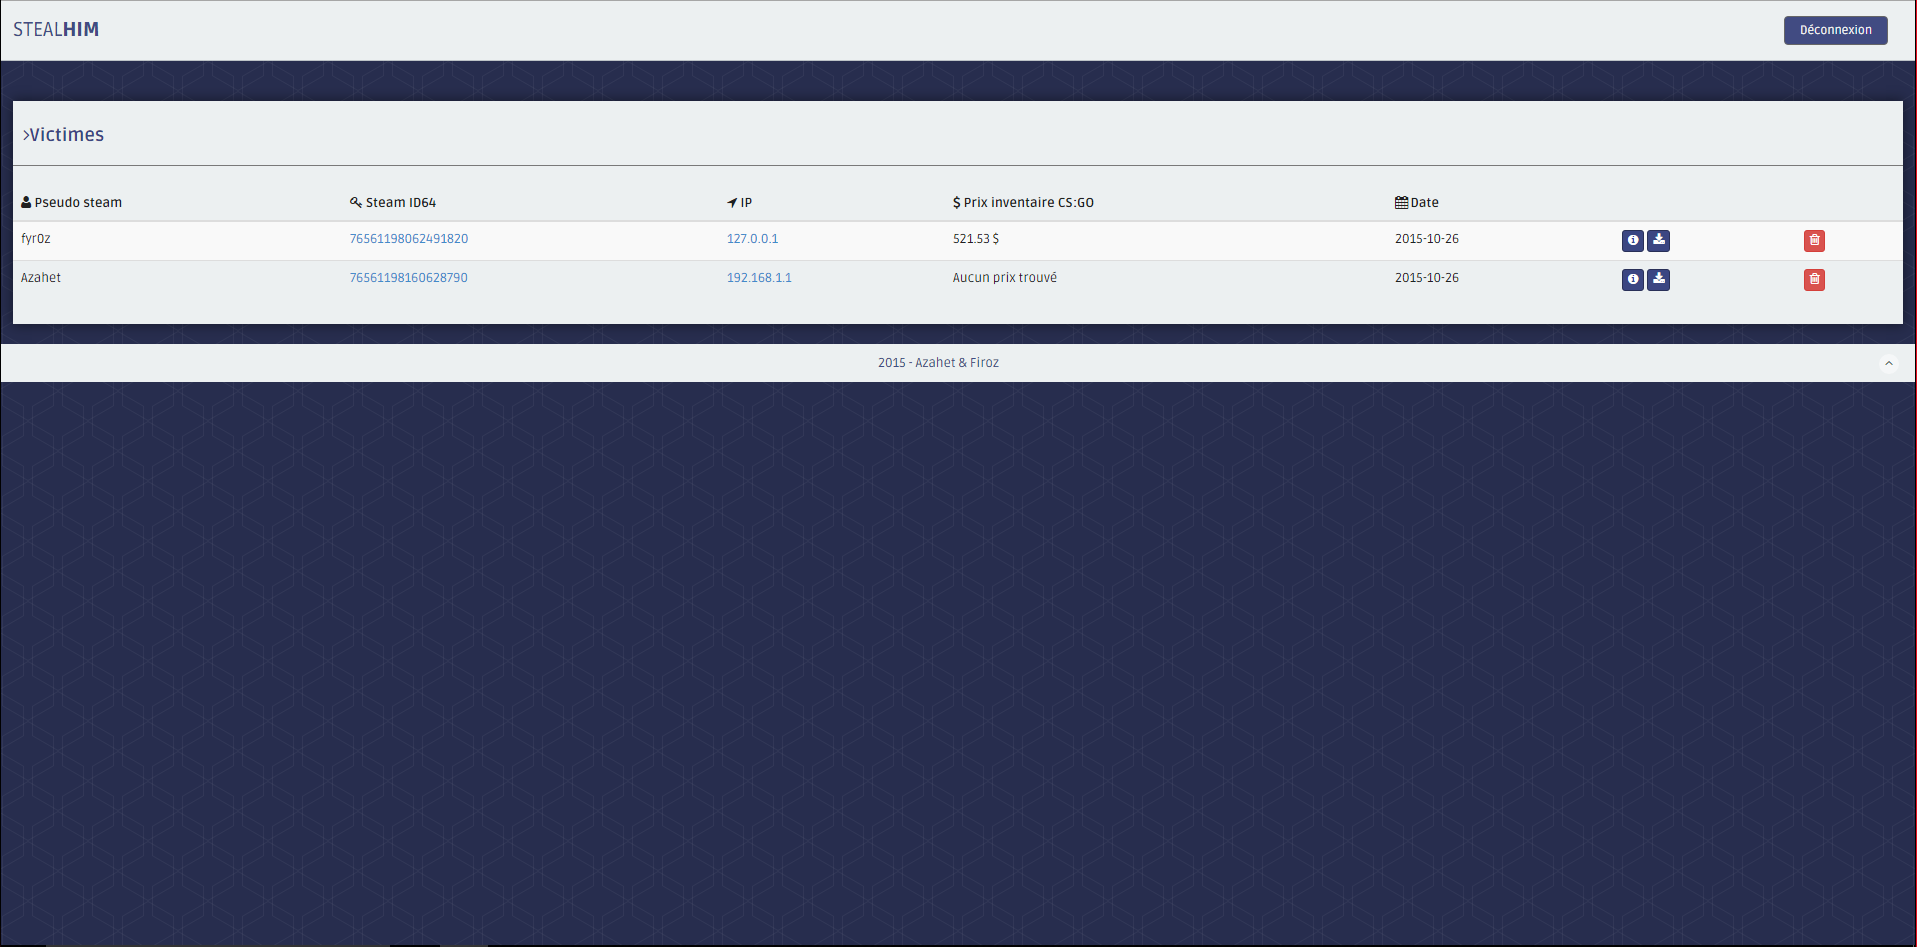 STEALHIM
Déconnexion
>Victimes
Pseudo steam Steam ID64 IP $ Prix inventaire CS:GO Date
fyr0z 76561198062491820 127.0.0.1 521.53 $ 2015-10-26
Azahet 76561198160628790 192.168.1.1 Aucun prix trouvé 2015-10-26
2015 - Azahet & Firoz